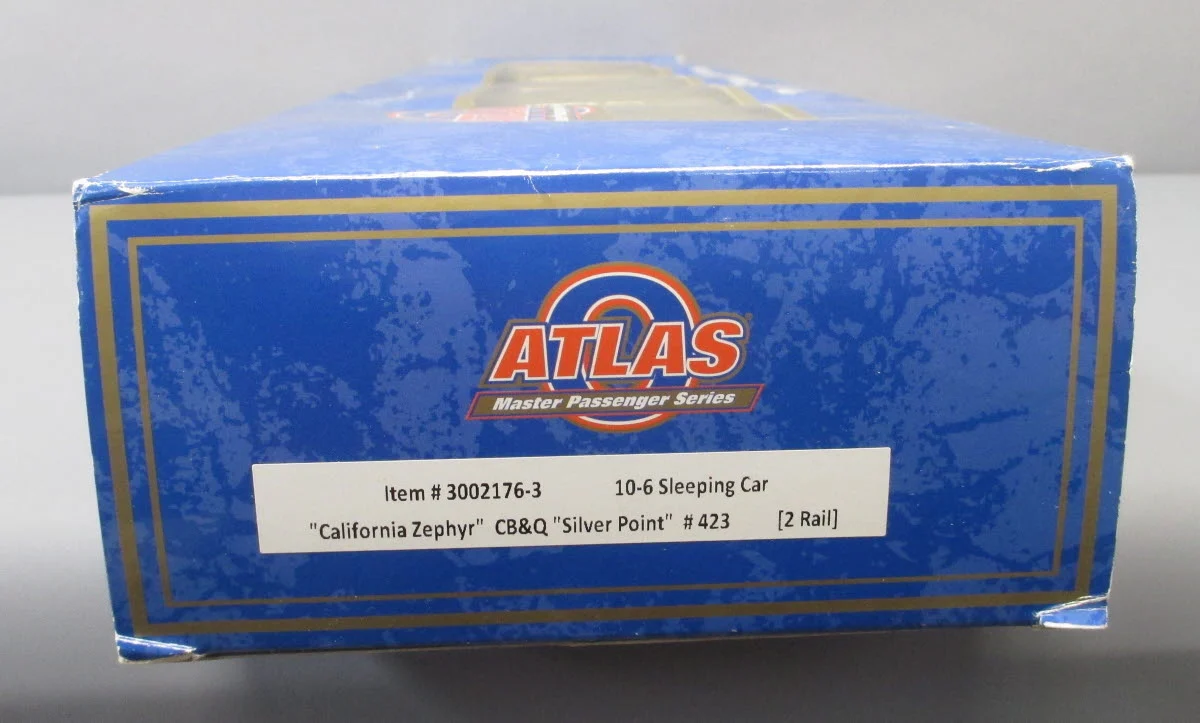 ATLAS
Master Passenger Series
Item # 3002176-3 10-6 Sleeping Car
"California Zephyr" CB&Q "Silver Point" # 423 [2 Rail]